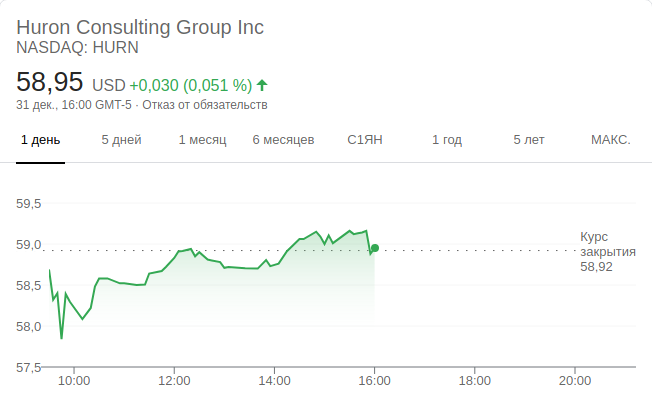 Huron Consulting Group Inc
NASDAQ: HURN
58,95 USD +0,030 (0,051 %)
31 дек., 16:00 GMT-5 · Отказ от обязательств
1 день 5 дней 1 месяц 6 месяцев С1ЯН 1 год 5 лет МАКС.
59,5
59,0
58,5
58,0
57,5
Курс
закрытия
58,92
10:00 12:00 14:00 16:00 18:00 20:00